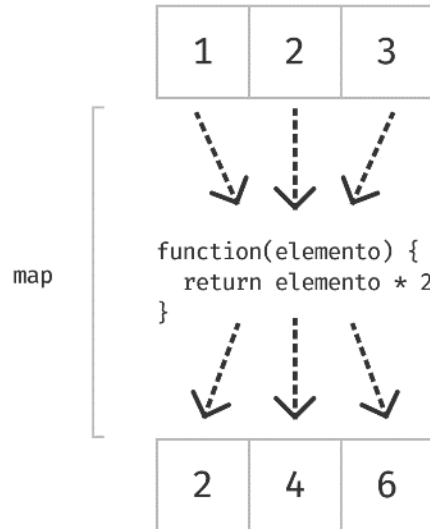 1 2 3
function(elemento) {
map
return elemento * 2
}
2 4 6